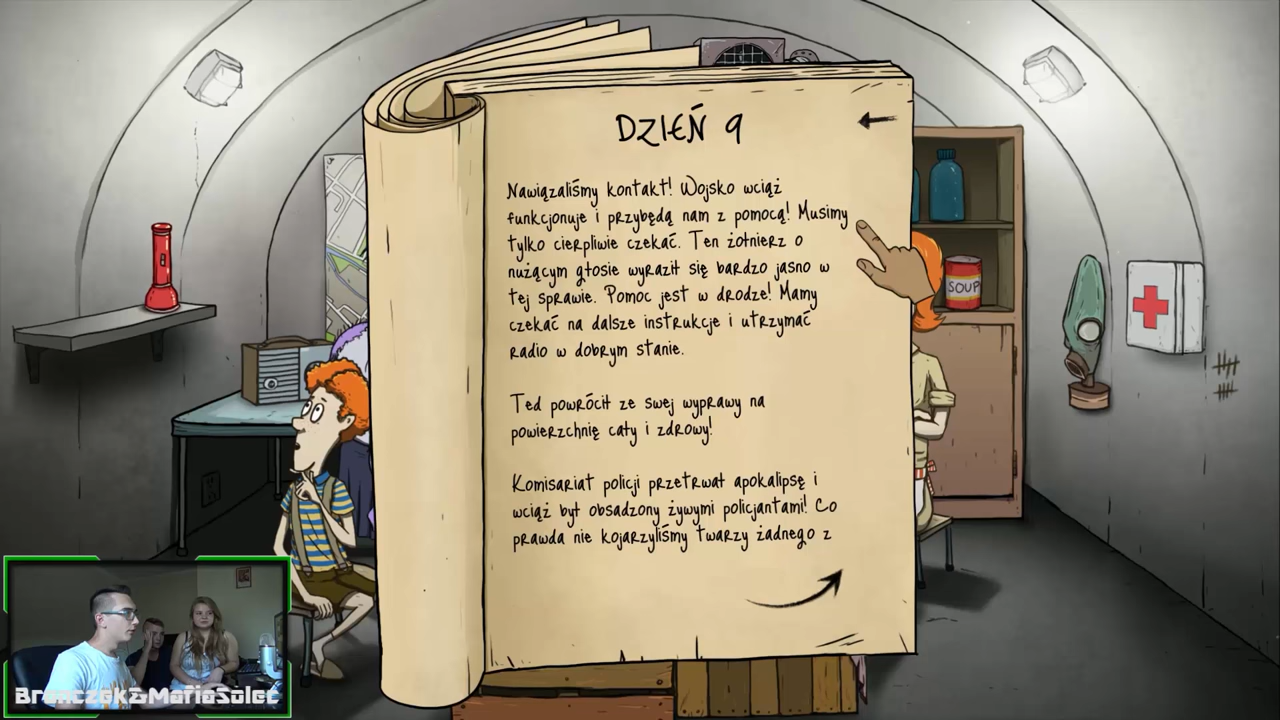 DZIEŃ 9
Nawiązaliśmy kontakt! Wojsko wciąż
funkcjonuje i przybędą nam z pomocą! Musimy
tylko cierpliwie czekać. Ten żołnierz o
nużącym głosie wyraził się bardzo jasno w
tej sprawie. Pomoc jest w drodze! Mamy
czekać na dalsze instrukcje i utrzymać
radio w dobrym stanie.
Ted powrócił ze swej wyprawy na
powierzchnię cały i zdrowy!
Komisariat policji przetrwał apokalipsę i
wciąż był obsadzony żywymi policjantami! Co
prawda nie kojarzyliśmy twarzy żadnego z
SOUP